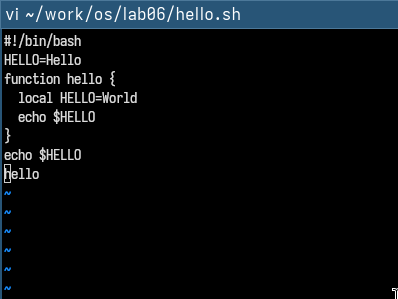 vi ~/work/os/lab06/hello.sh
#!/bin/bash
HELLO=Hello
function hello {
  local HELLO=World
  echo $HELLO
}
echo $HELLO
hello
~
~
~
~
~
~